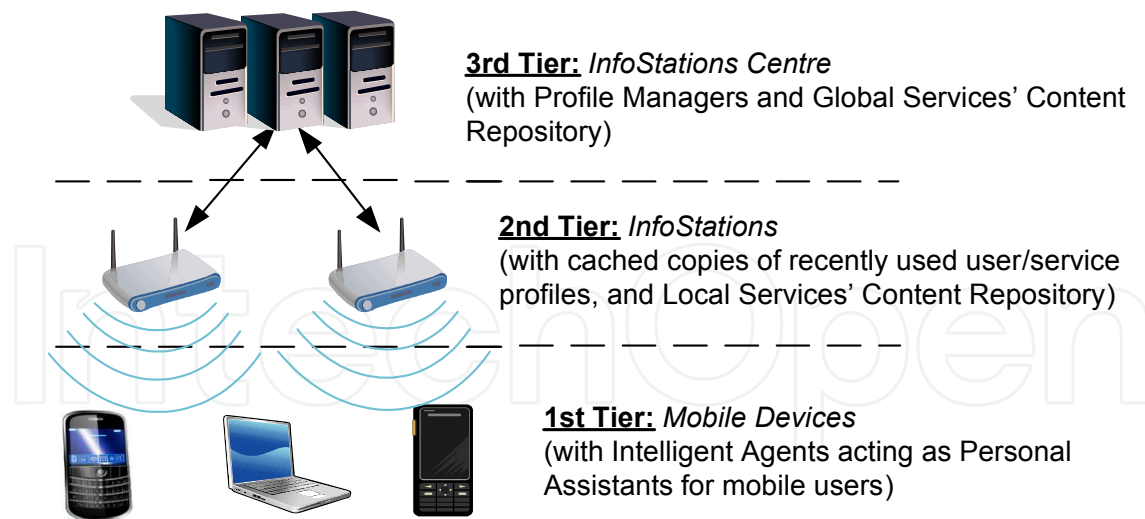 3rd Tier: InfoStations Centre
(with Profile Managers and Global Services’ Content
Repository)
2nd Tier: InfoStations
(with cached copies of recently used user/service
profiles, and Local Services’ Content Repository)
IntechOpen
1st Tier: Mobile Devices
(with Intelligent Agents acting as Personal
Assistants for mobile users)